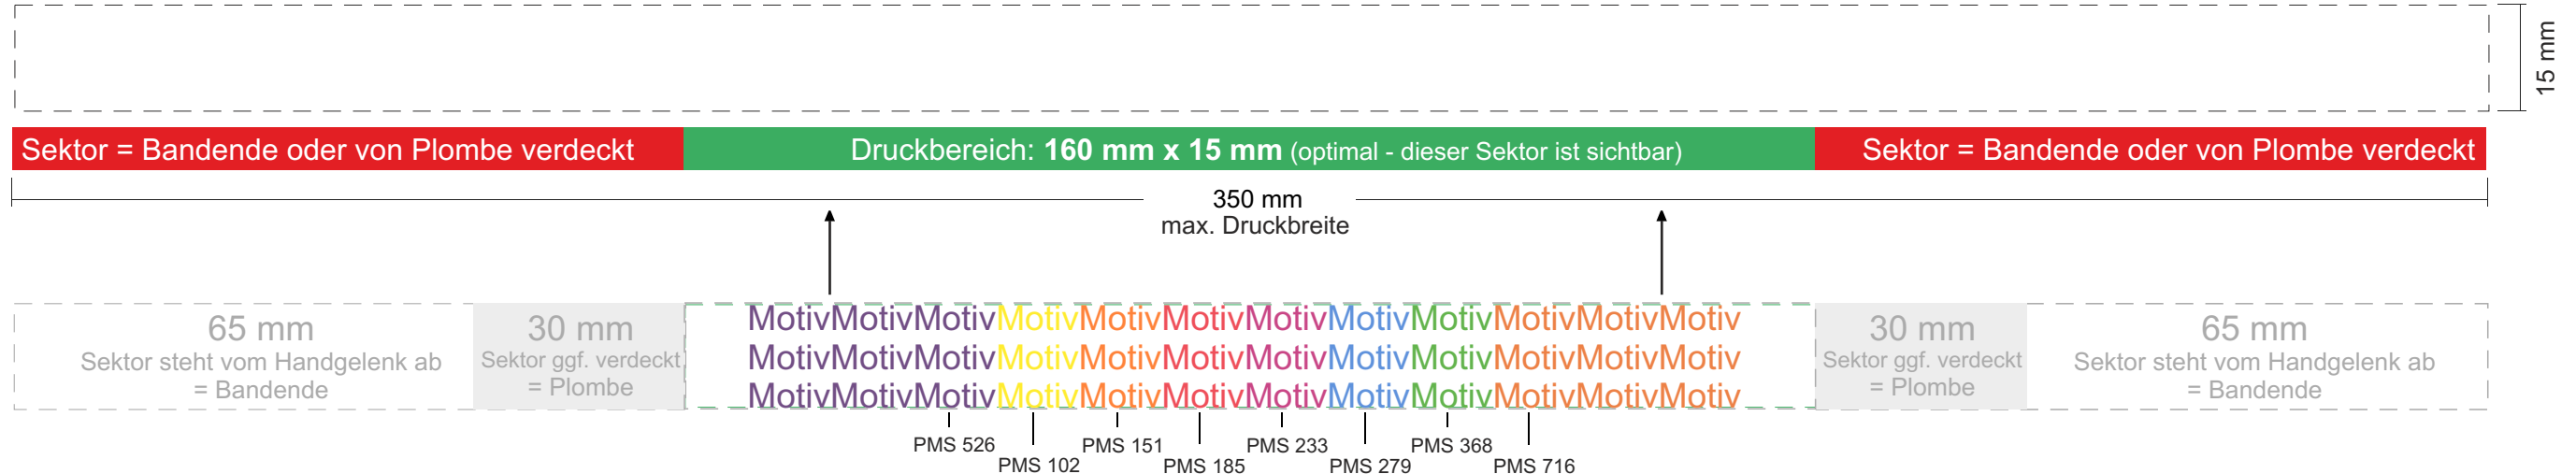 15 mm
Sektor = Bandende oder von Plombe verdeckt
Druckbereich: 160 mm x 15 mm (optimal - dieser Sektor ist sichtbar)
Sektor = Bandende oder von Plombe verdeckt
350 mm
max. Druckbreite
65 mm
Sektor steht vom Handgelenk ab
= Bandende
30 mm
Sektor ggf. verdeckt
= Plombe
MotivMotivMotivMotivMotivMotivMotivMotivMotivMotivMotivMotiv
MotivMotivMotivMotivMotivMotivMotivMotivMotivMotivMotivMotiv
MotivMotivMotivMotivMotivMotivMotivMotivMotivMotivMotivMotiv
30 mm
Sektor ggf. verdeckt
= Plombe
65 mm
Sektor steht vom Handgelenk ab
= Bandende
PMS 526 PMS 151 PMS 233 PMS 368
PMS 102 PMS 185 PMS 279 PMS 716